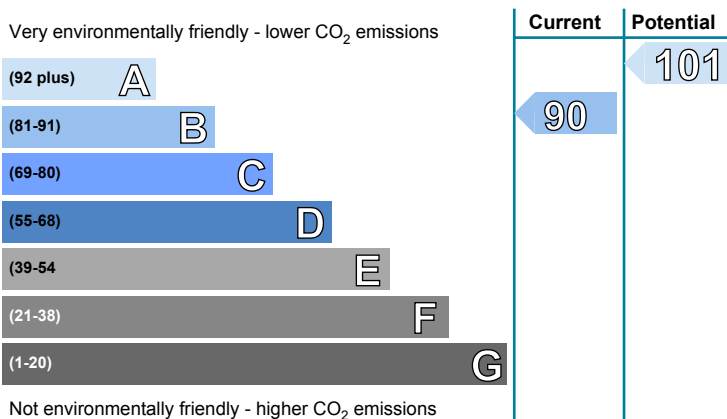 Current Potential
Very environmentally friendly - lower CO2 emissions
101
(92 plus) A
90
(81-91) B
(69-80) C
(55-68) D
(39-54 E
(21-38) F
(1-20) G
Not environmentally friendly - higher CO2 emissions